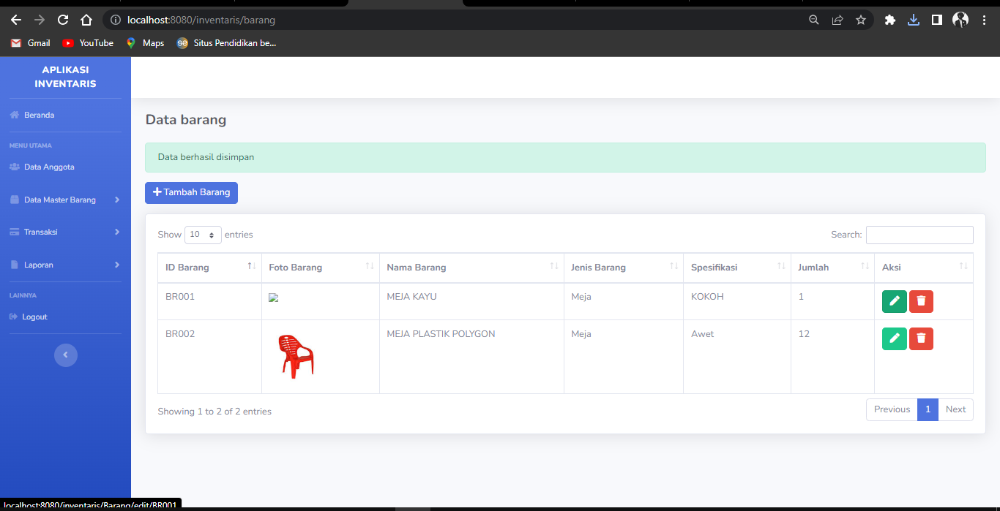 localhost:8080/inventaris/barang
Gmail YouTube Maps Situs Pendidikan be...
APLIKASI
INVENTARIS
Beranda
MENU UTAMA
Data Anggota
Data Master Barang
Transaksi
Laporan
LAINNYA
Logout
Data barang
Data berhasil disimpan
Tambah Barang
Show 10 entries Search:
ID Barang Foto Barang Nama Barang Jenis Barang Spesifikasi Jumlah Aksi
BR001 MEJA KAYU Meja KOKOH 1
BR002 MEJA PLASTIK POLYGON Meja Awet 12
Showing 1 to 2 of 2 entries Previous 1 Next
localhost:8080/inventaris/Barang/edit/BR001